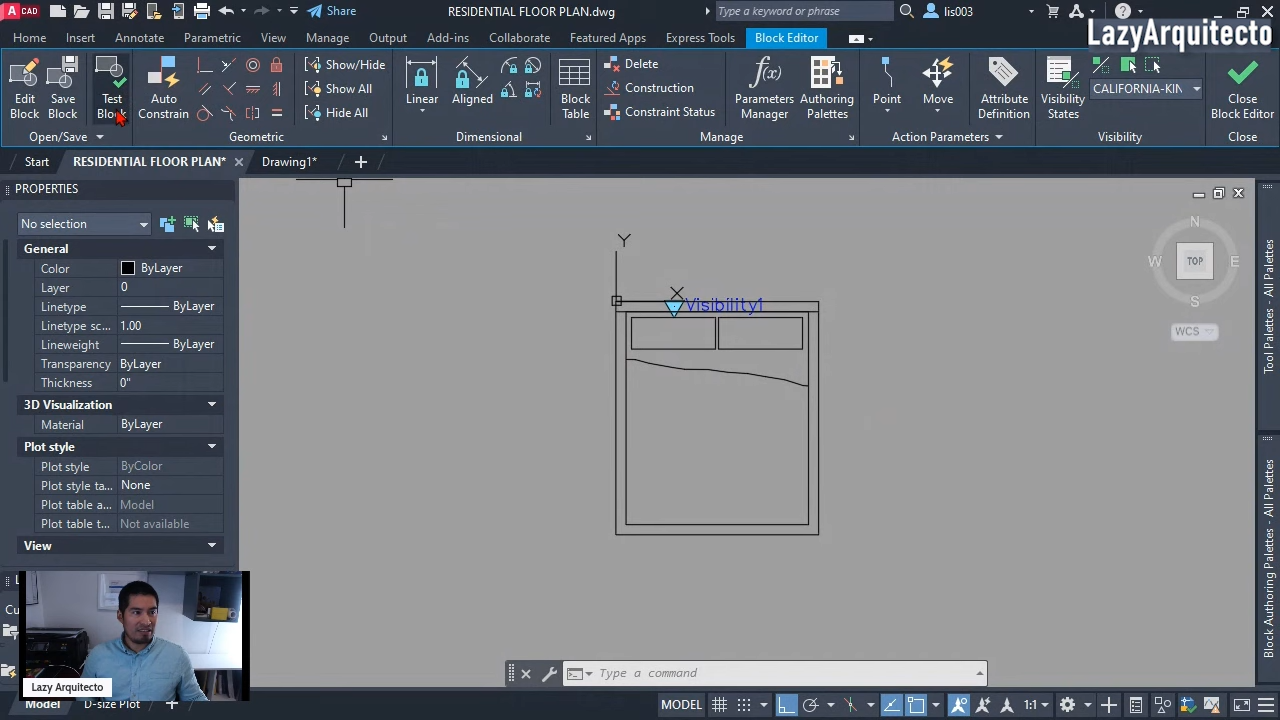 A CAD
Share
RESIDENTIAL FLOOR PLAN.dwg
Type a keyword or phrase
lis003
LazyArquitecto
Home
Insert
Annotate
Parametric
View
Manage
Output
Add-ins
Collaborate
Featured Apps
Express Tools
Block Editor
Edit Block
Save Block
Test Block
Auto Constrain
Show/Hide
Show All
Hide All
Linear
Aligned
Block Table
Delete
Construction
Constraint Status
Parameters Manager
Authoring Palettes
Point
Move
Attribute Definition
Visibility States
CALIFORNIA-KIN
Close Block Editor
Open/Save
Geometric
Dimensional
Manage
Action Parameters
Visibility
Close
Start
RESIDENTIAL FLOOR PLAN*
Drawing1*
PROPERTIES
No selection
General
Color ByLayer
Layer 0
Linetype ByLayer
Linetype sc... 1.00
Lineweight ByLayer
Transparency ByLayer
Thickness 0"
3D Visualization
Material ByLayer
Plot style
Plot style ByColor
Plot style ta... None
Plot table a... Model
Plot table t... Not available
View
Y
X
Visibility1
N
W
TOP
E
S
WCS
Tool Palettes - All Palettes
Block Authoring Palettes - All Palettes
Lazy Arquitecto
Type a command
Model
D-size Plot
MODEL
1:1